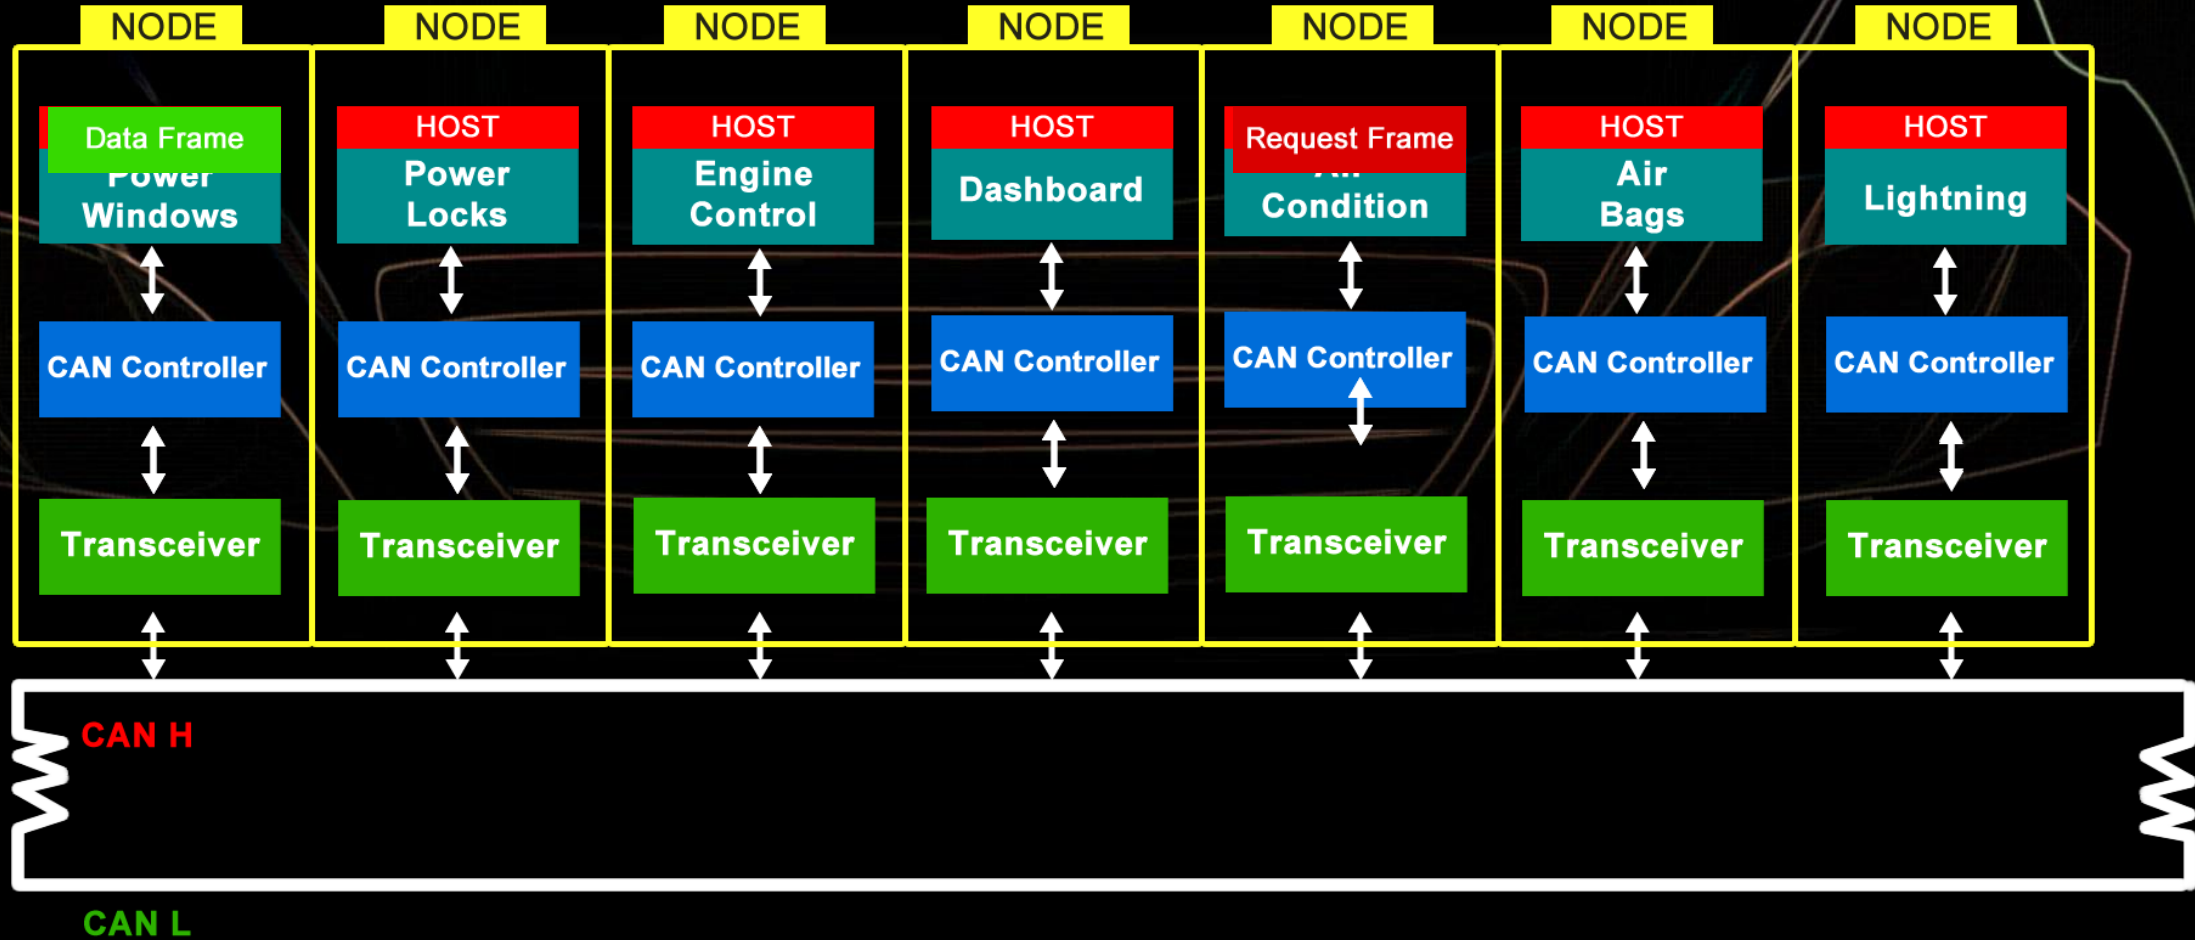 NODE
NODE
NODE
NODE
NODE
NODE
NODE
Data Frame
Power
Windows
HOST
Power
Locks
HOST
Engine
Control
HOST
Dashboard
Request Frame
Air
Condition
HOST
Air
Bags
HOST
Lightning
CAN Controller
CAN Controller
CAN Controller
CAN Controller
CAN Controller
CAN Controller
CAN Controller
Transceiver
Transceiver
Transceiver
Transceiver
Transceiver
Transceiver
Transceiver
CAN H
CAN L